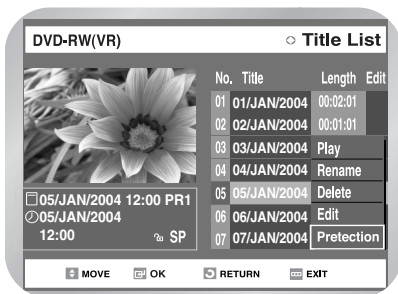 DVD-RW(VR)
Title List
No. Title Length Edit
01 01/JAN/2004 00:02:01
02 02/JAN/2004 00:01:01
03 03/JAN/2004 Play
04 04/JAN/2004 Rename
05 05/JAN/2004 Delete
06 06/JAN/2004 Edit
07 07/JAN/2004 Pretection
05/JAN/2004 12:00 PR1
05/JAN/2004
12:00 SP
MOVE OK RETURN EXIT